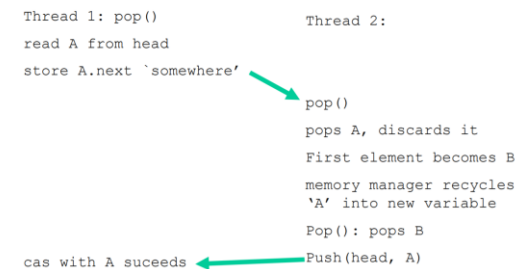 Thread 1: pop()
read A from head
store A.next `somewhere’
cas with A suceeds
Thread 2:
pop()
pops A, discards it
First element becomes B
memory manager recycles
‘A’ into new variable
Pop(): pops B
Push(head, A)